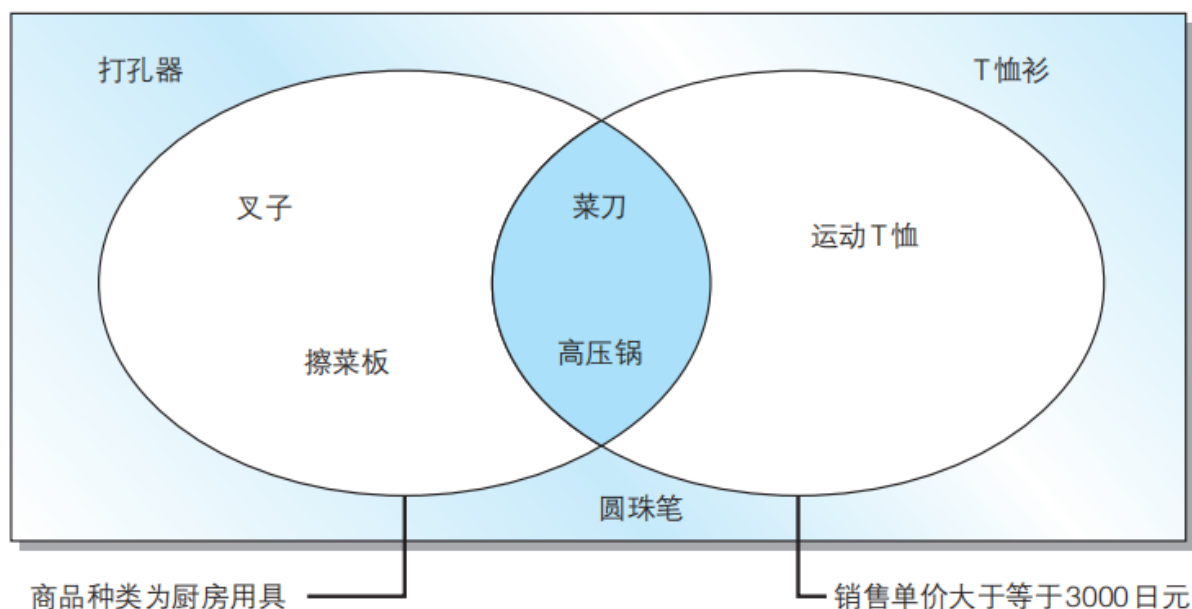 打孔器
T恤衫
叉子
菜刀
运动T恤
擦菜板
高压锅
圆珠笔
商品种类为厨房用具
销售单价大于等于3000日元